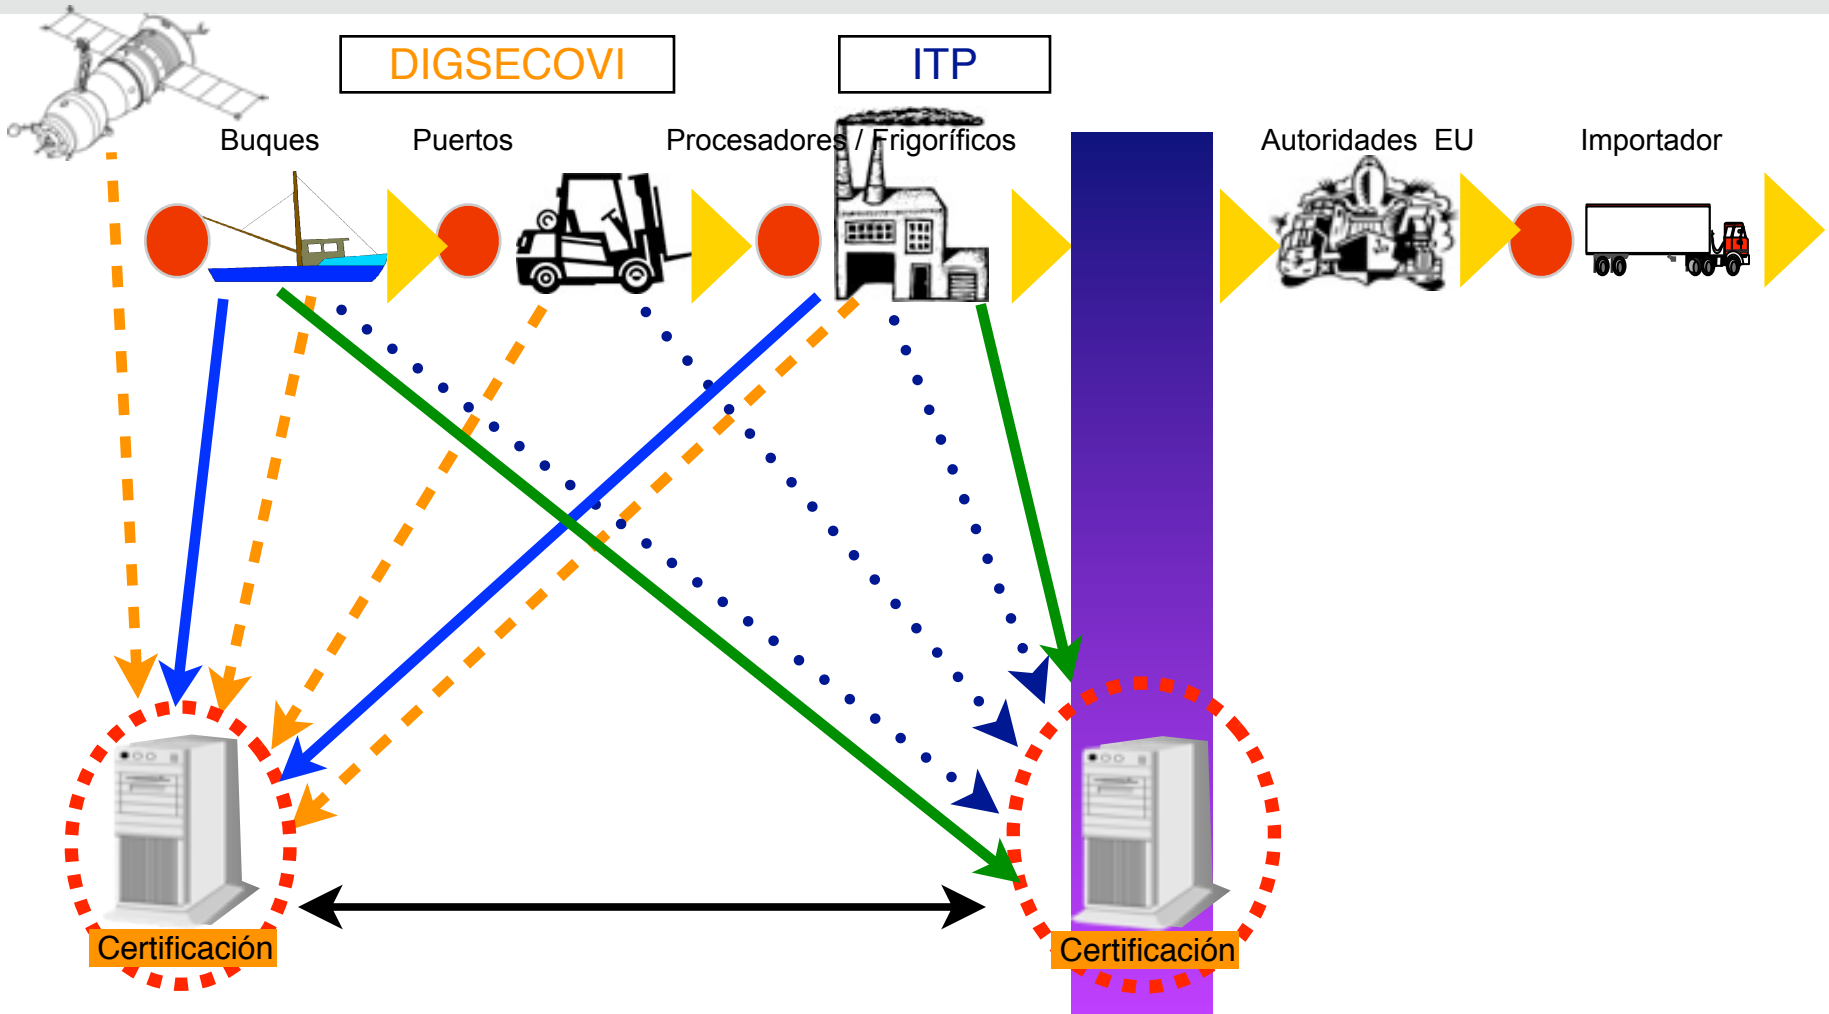 DIGSECOVI
ITP
Buques
Puertos
Procesadores / Frigoríficos
Autoridades EU
Importador
Certificación
Certificación